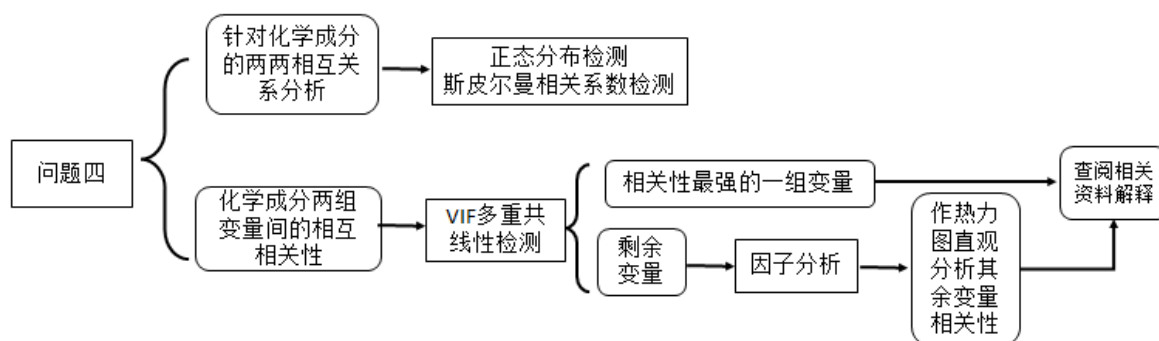 问题四
针对化学成分
的两两相互关
系分析
正态分布检测
斯皮尔曼相关系数检测
化学成分两组
变量间的相互
相关性
VIF多重共
线性检测
相关性最强的一组变量
剩余
变量
因子分析
作热力
图直观
分析其
余变量
相关性
查阅相关
资料解释